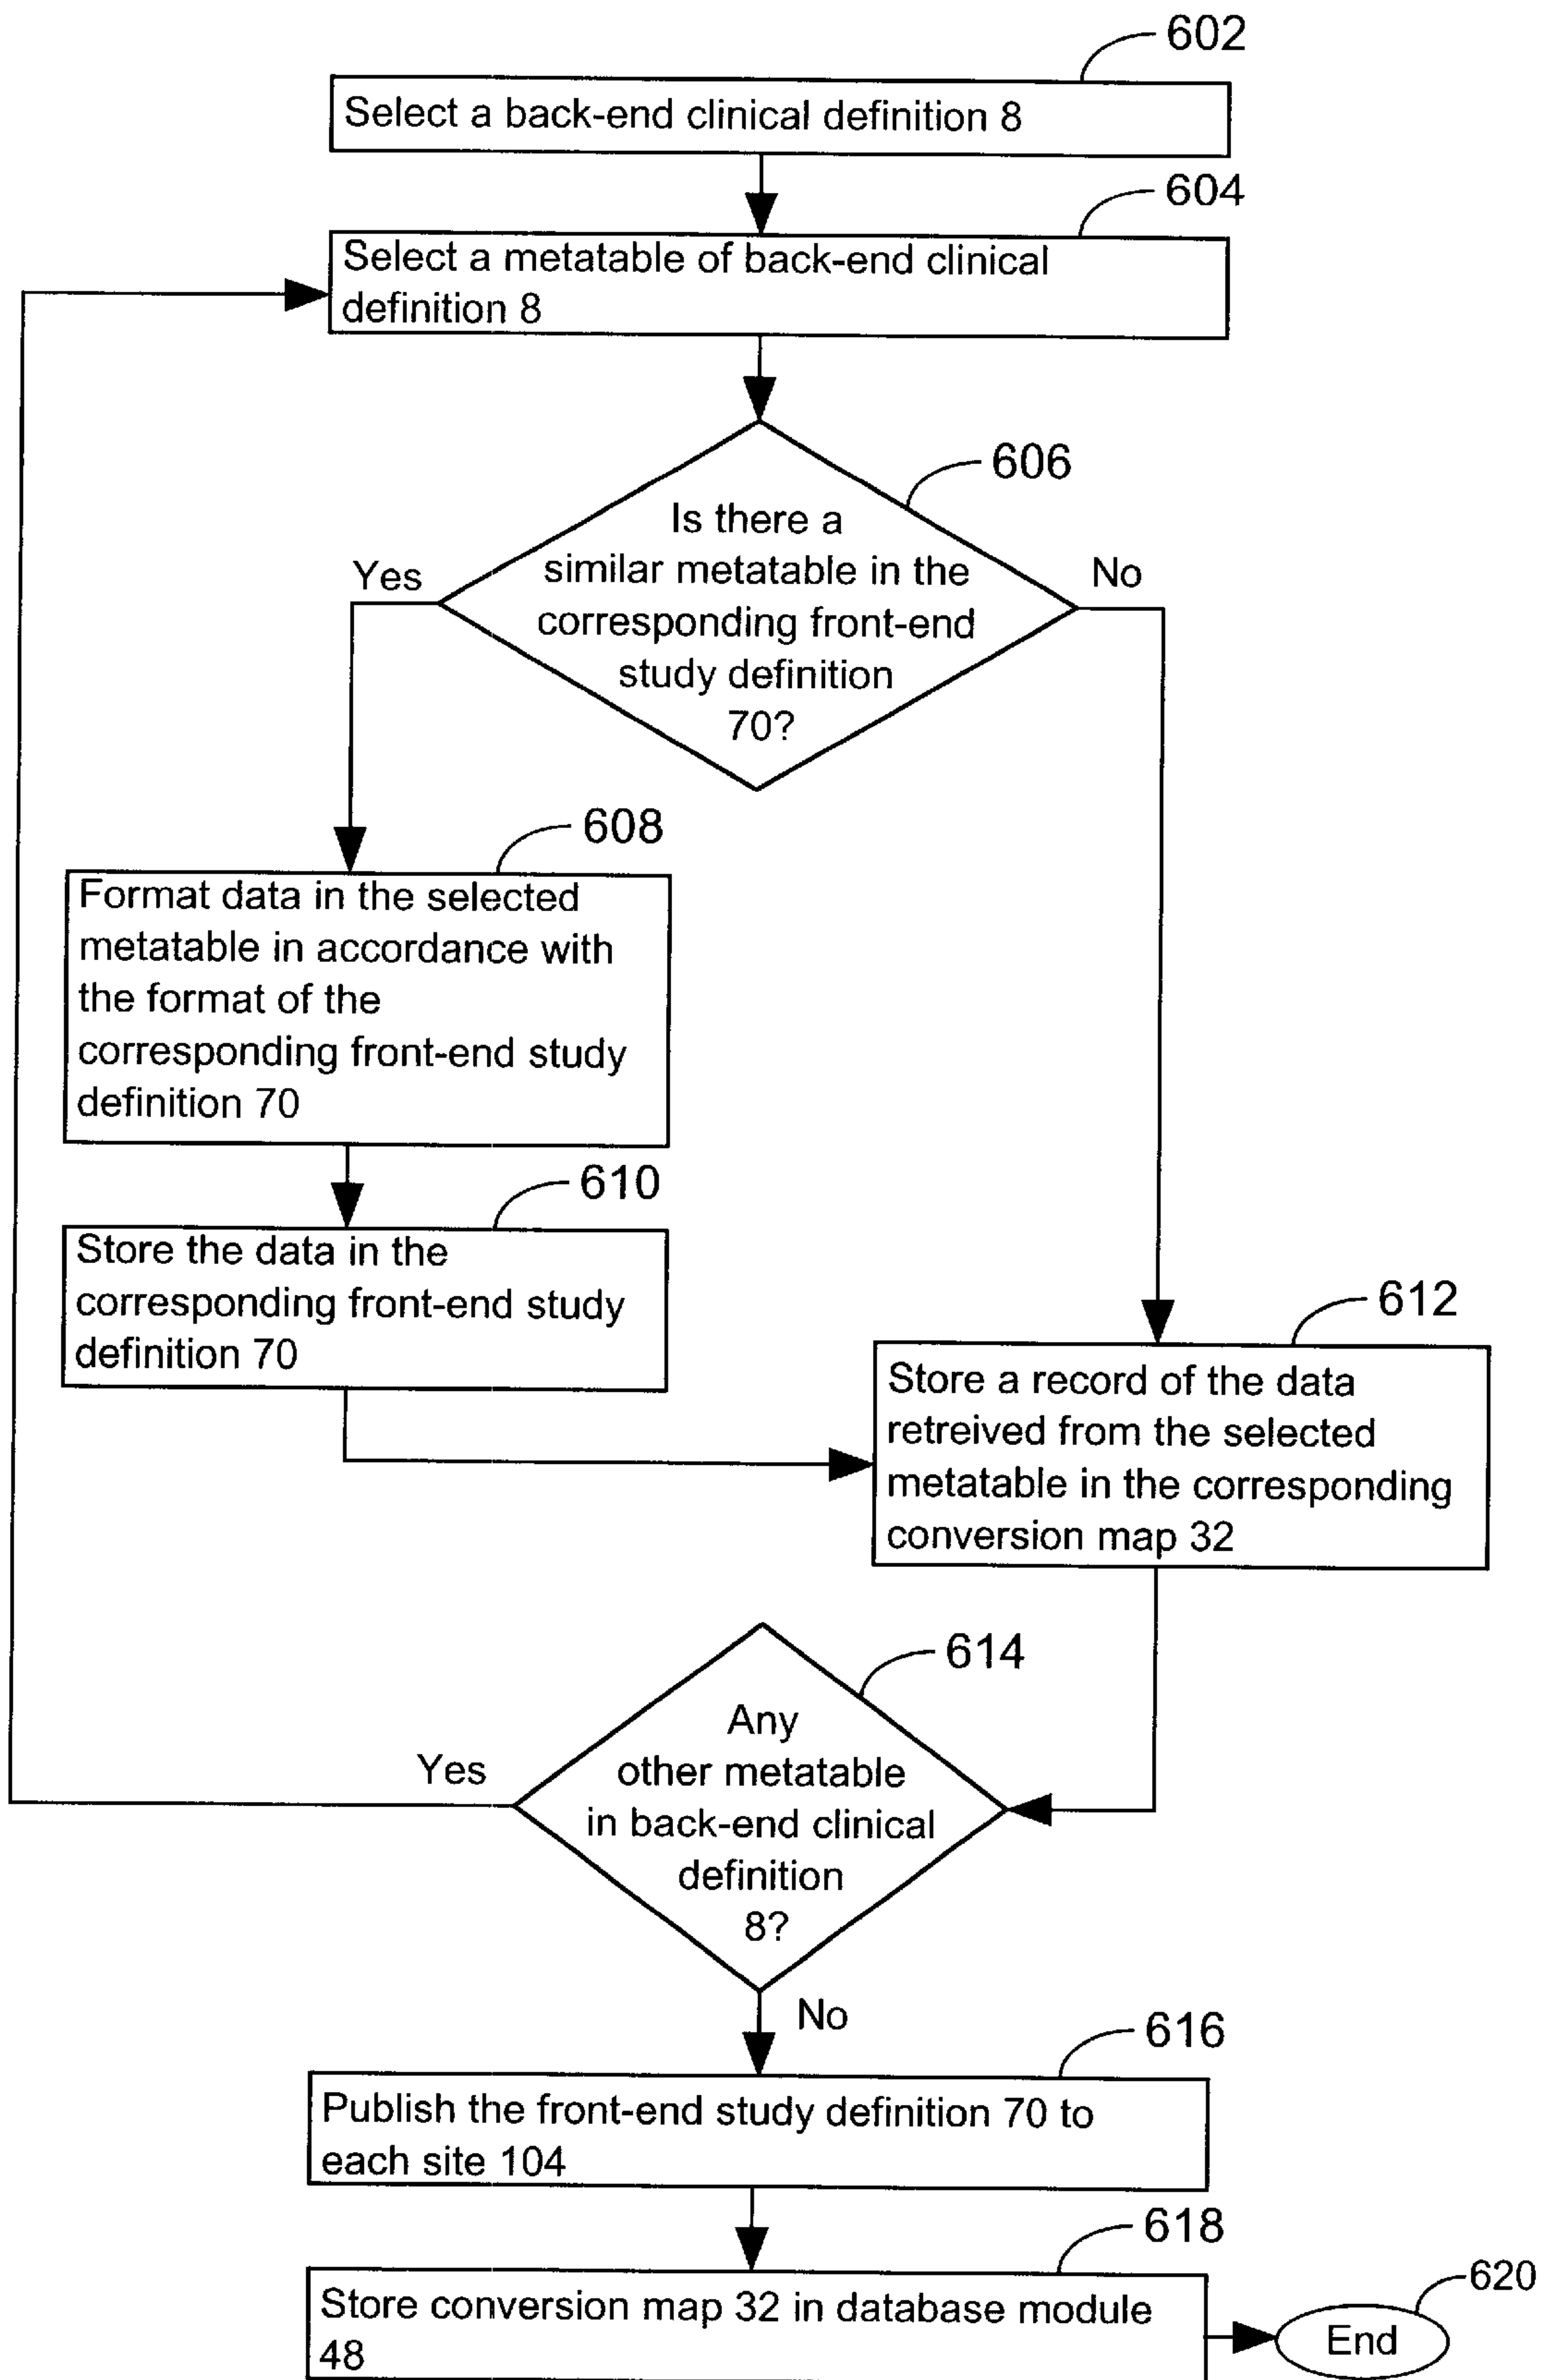 602
Select a back-end clinical definition 8
604
Select a metatable of back-end clinical
definition 8
606
Is there a
similar metatable in the
corresponding front-end
study definition
70?
Yes
No
608
Format data in the selected
metatable in accordance with
the format of the
corresponding front-end study
definition 70
610
Store the data in the
corresponding front-end study
definition 70
612
Store a record of the data
retreived from the selected
metatable in the corresponding
conversion map 32
614
Any
other metatable
in back-end clinical
definition
8?
Yes
No
616
Publish the front-end study definition 70 to
each site 104
618
Store conversion map 32 in database module
48
620
End